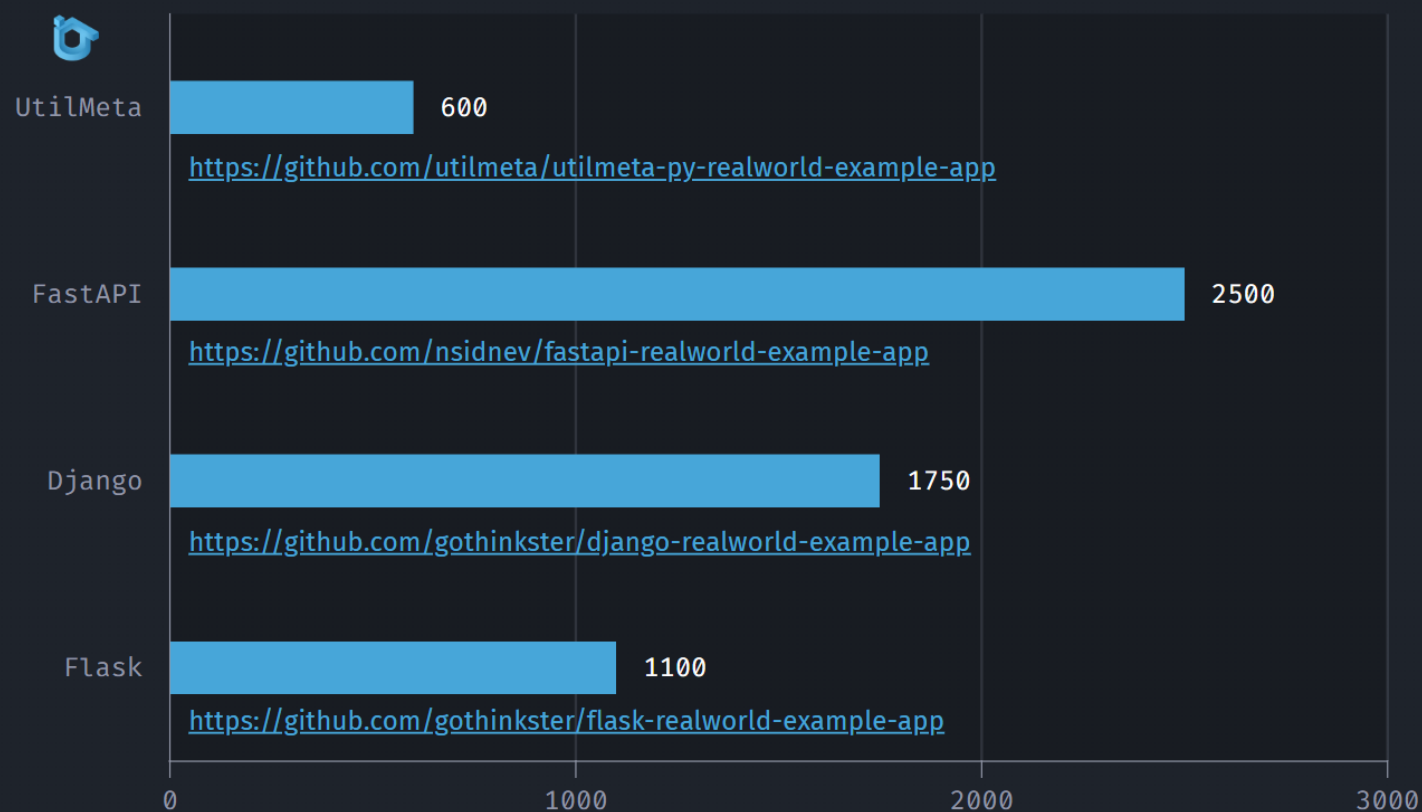 UtilMeta
600
https://github.com/utilmeta/utilmeta-py-realworld-example-app
FastAPI
2500
https://github.com/nsidnev/fastapi-realworld-example-app
Django
1750
https://github.com/gothinkster/django-realworld-example-app
Flask
1100
https://github.com/gothinkster/flask-realworld-example-app
0 1000 2000 3000